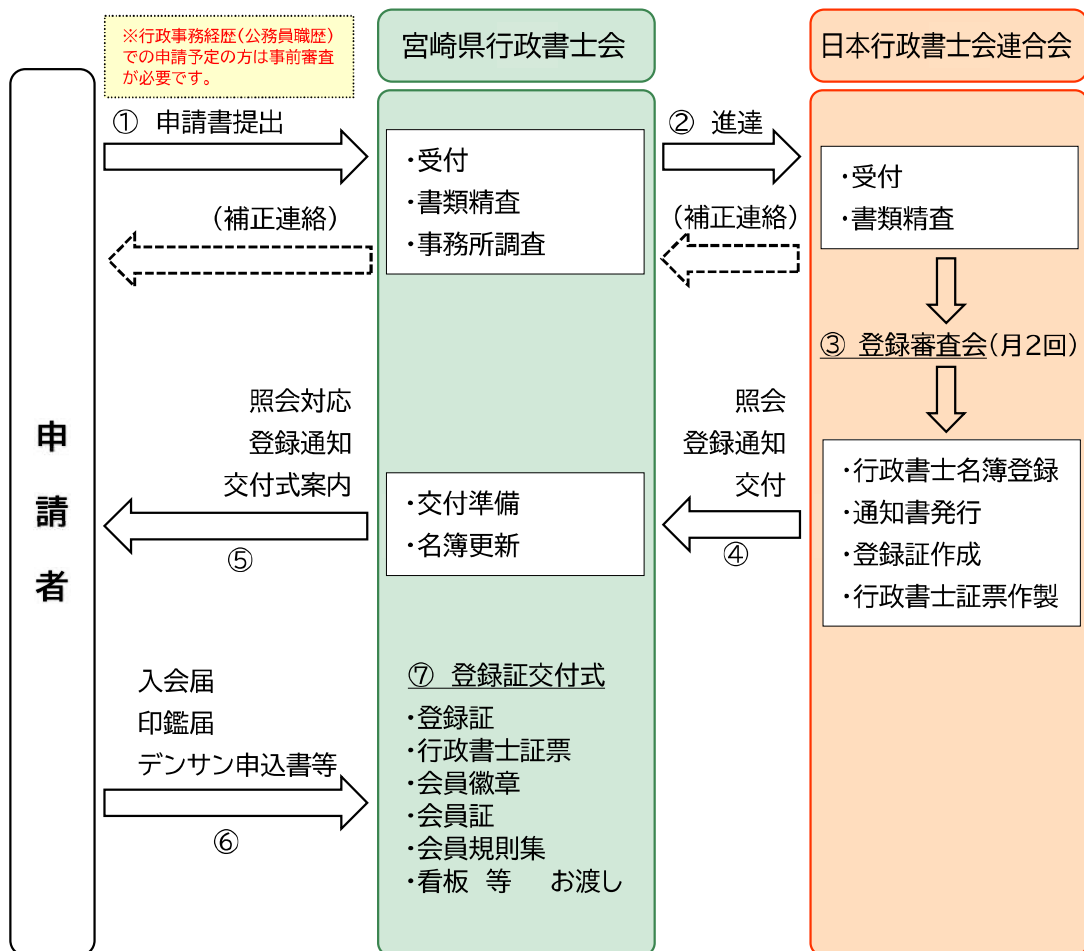 ※行政事務経歴(公務員職歴)
での申請予定の方は事前審査
が必要です。
宮崎県行政書士会
日本行政書士会連合会
申請者
① 申請書提出
・受付
・書類精査
・事務所調査
② 進達
・受付
・書類精査
(補正連絡)
(補正連絡)
③ 登録審査会(月2回)
・行政書士名簿登録
・通知書発行
・登録証作成
・行政書士証票作製
照会
登録通知
交付
④
・交付準備
・名簿更新
照会対応
登録通知
交付式案内
⑤
入会届
印鑑届
デンサン申込書等
⑥
⑦ 登録証交付式
・登録証
・行政書士証票
・会員徽章
・会員証
・会員規則集
・看板 等 お渡し